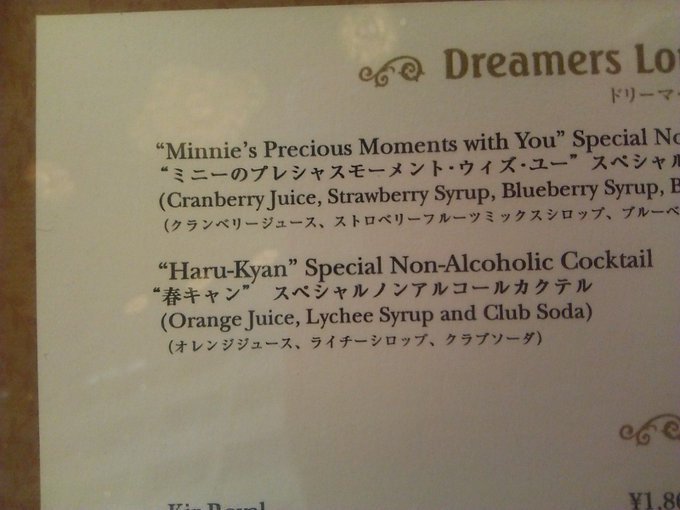 Dreamers
ドリーマ
“Minnie’s Precious Moments with You” Special
“ミニーのプレシャスモーメント・ウィズ・ユー” スペシャル
(Cranberry Juice, Strawberry Syrup, Blueberry Syrup,
(クランベリージュース、ストロベリーフルーツミックスシロップ、ブルーベ
“Haru-Kyan” Special Non-Alcoholic Cocktail
“春キャン” スペシャルノンアルコールカクテル
(Orange Juice, Lychee Syrup and Club Soda)
(オレンジジュース、ライチーシロップ、クラブソーダ)
Kir Royal
¥1,80